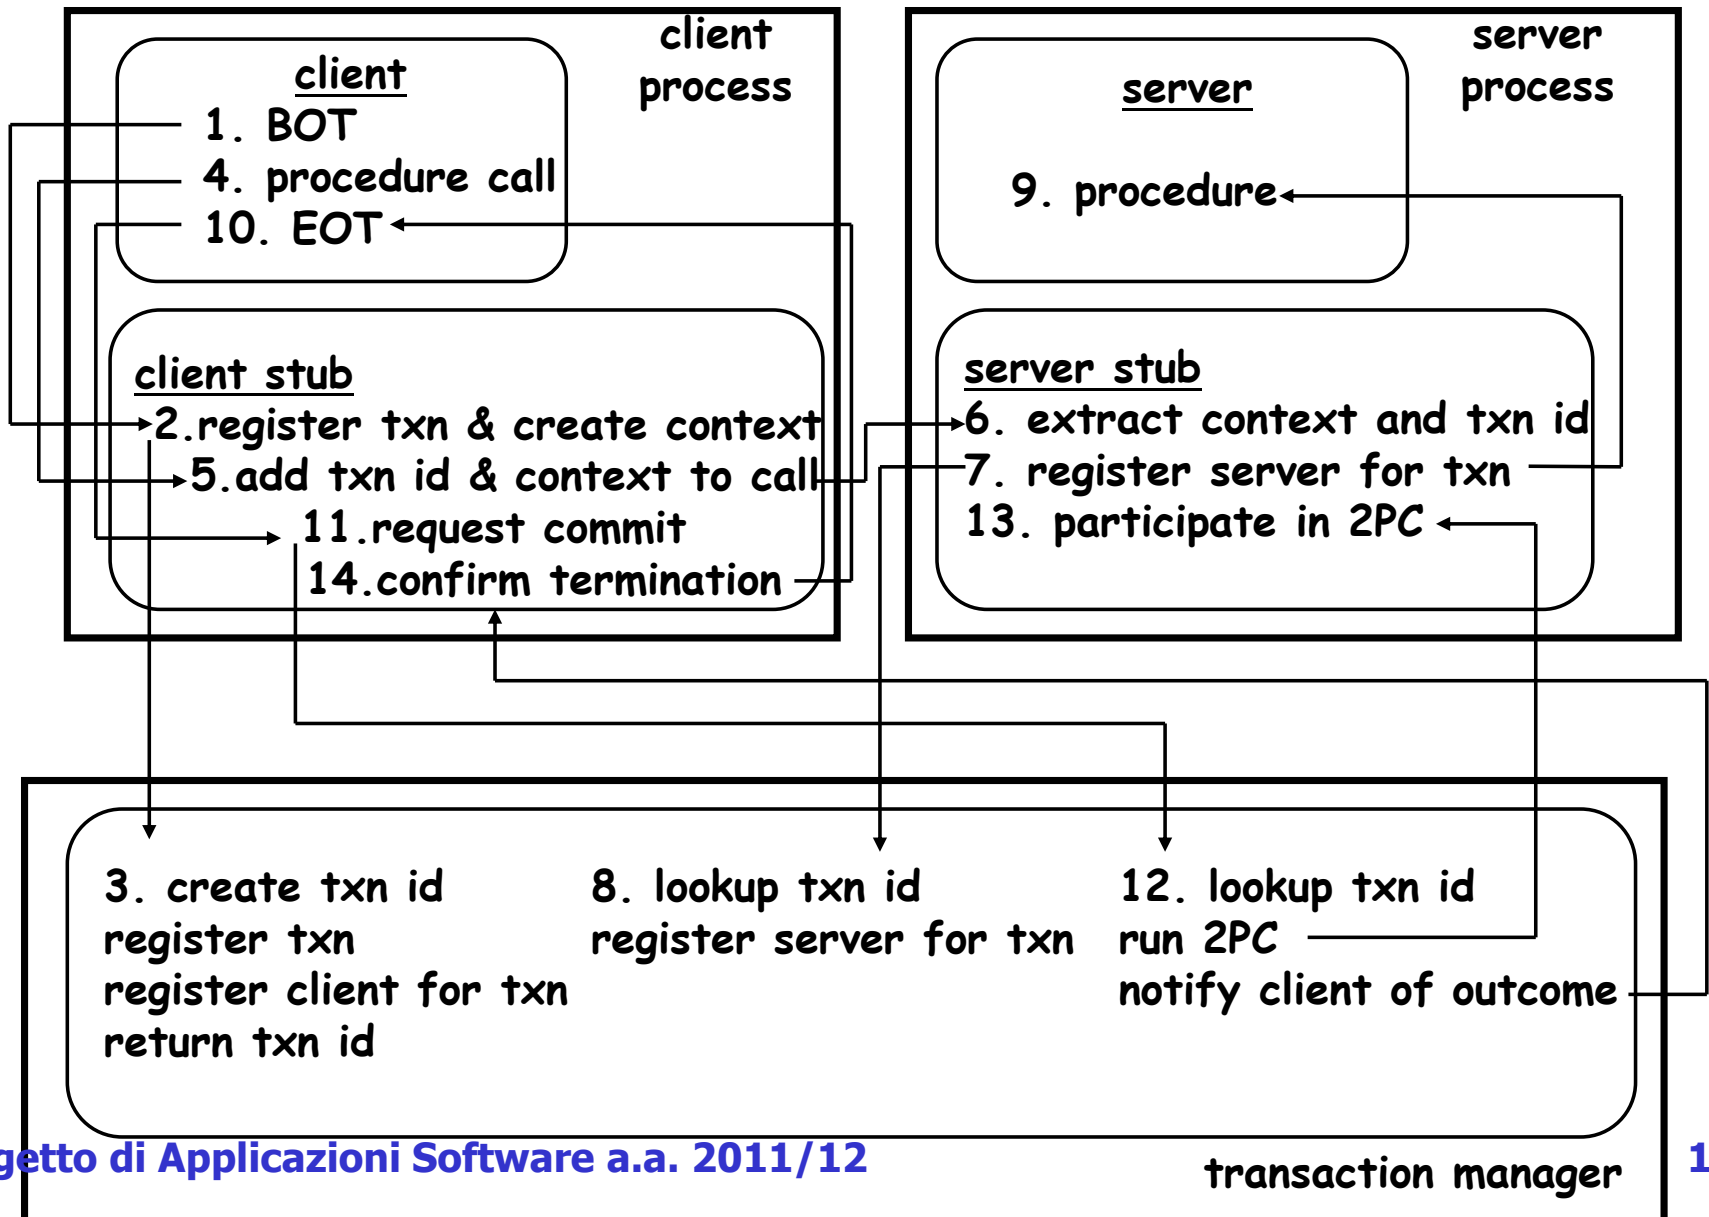 client
process
client
1. BOT
4. procedure call
10. EOT
client stub
2.register txn & create context
5.add txn id & context to call
11.request commit
14.confirm termination
server
process
server
9. procedure
server stub
6. extract context and txn id
7. register server for txn
13. participate in 2PC
3. create txn id
register txn
register client for txn
return txn id
8. lookup txn id
register server for txn
12. lookup txn id
run 2PC
notify client of outcome
transaction manager
getto di Applicazioni Software a.a. 2011/12
1